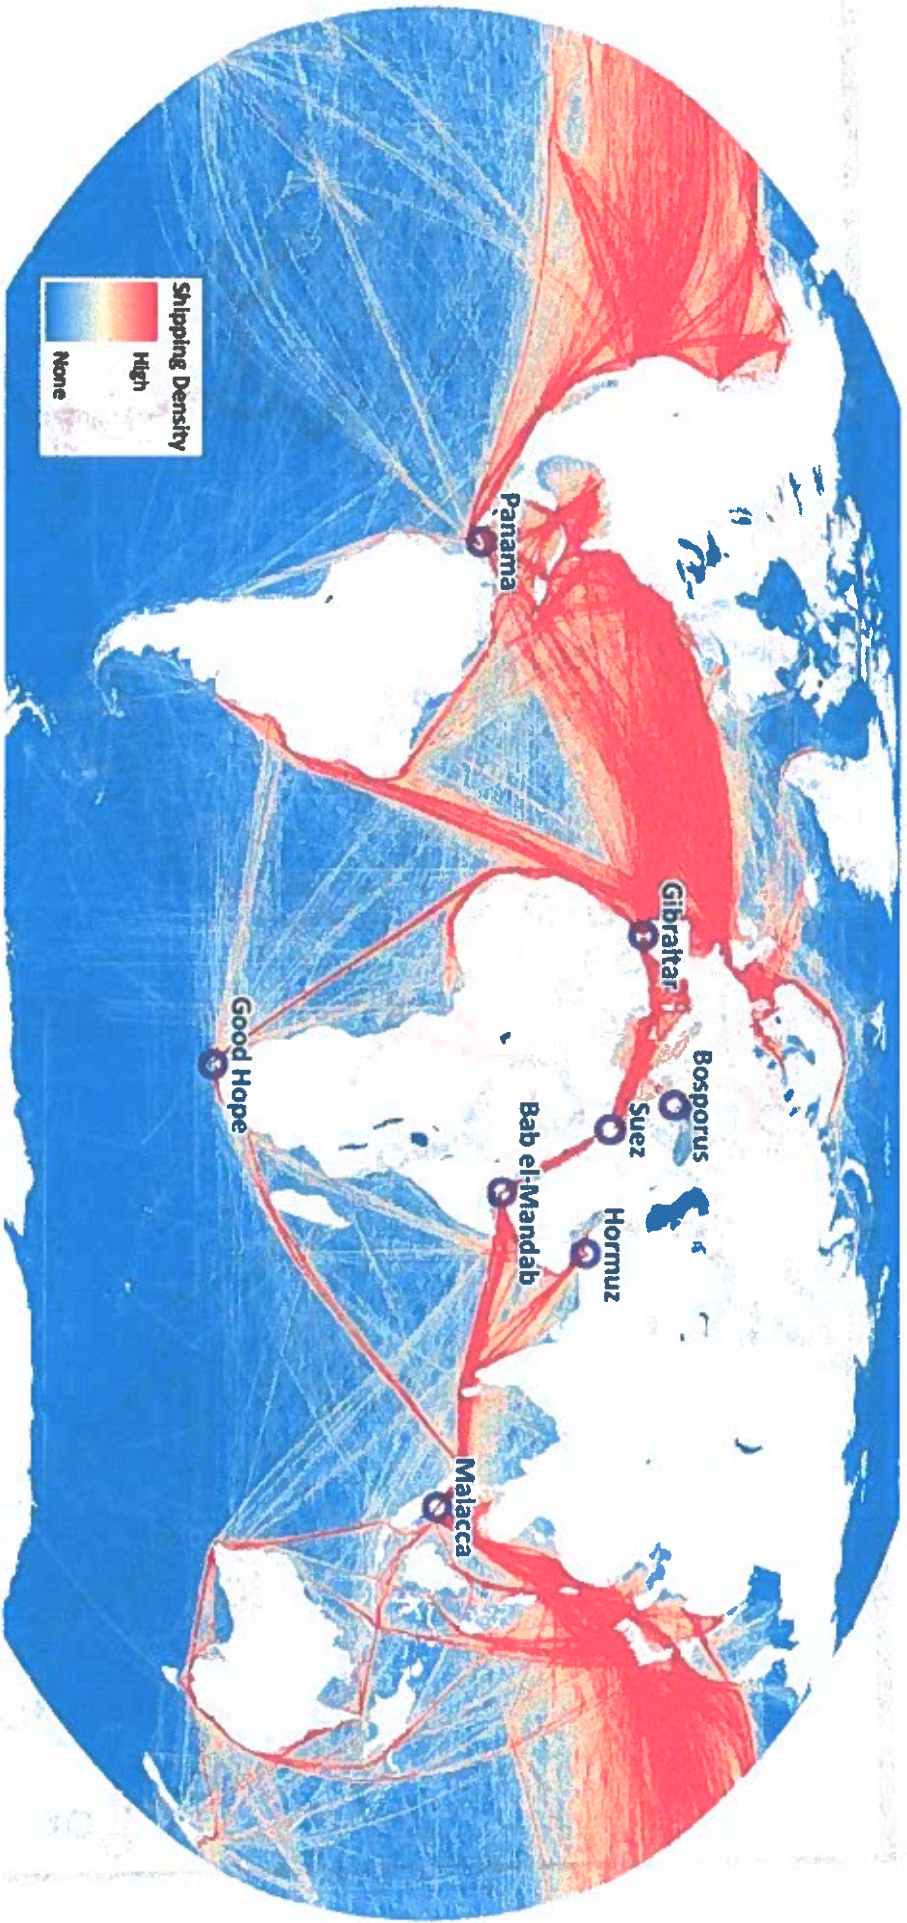 Panama
Gibraltar
Bosporus
Suez
Hormuz
Bab el-Mandab
Malacca
Good Hope
Shipping Density
High
None